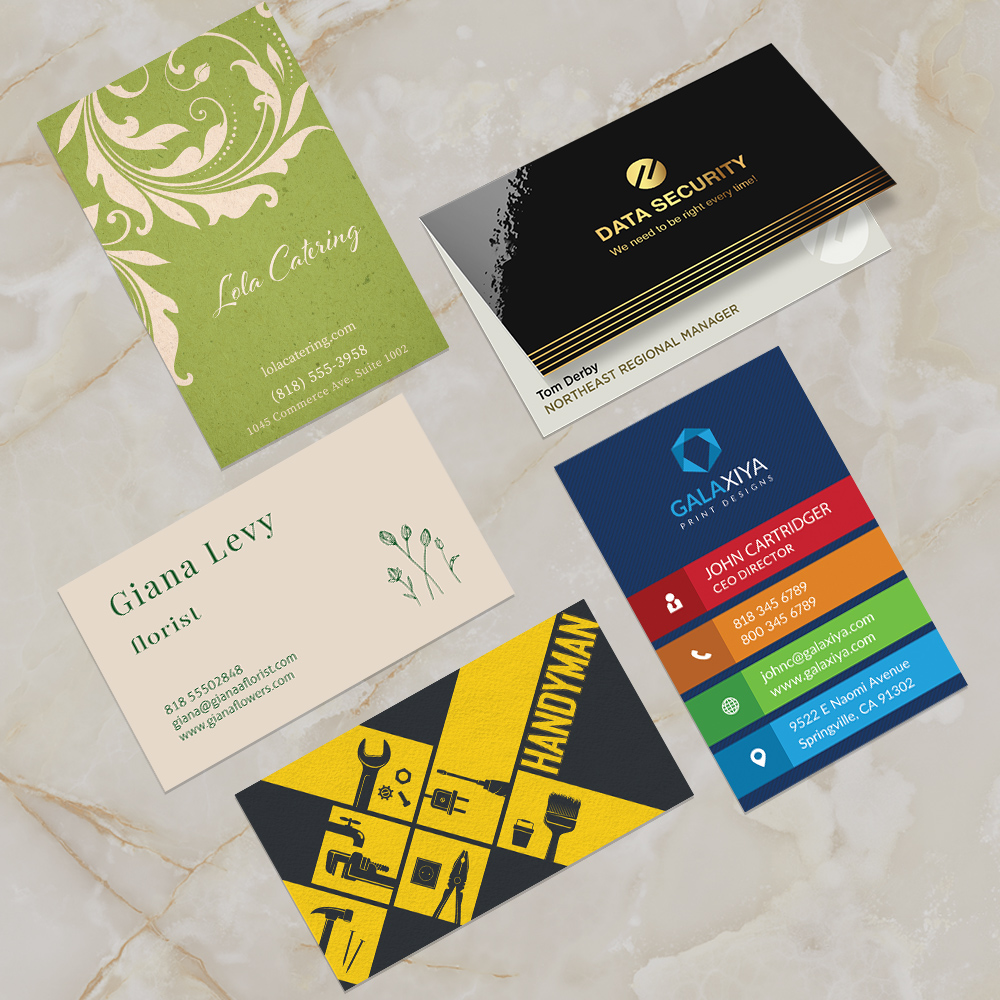 Lola Catering
lolacatering.com
(818) 555-3958
1045 Commerce Ave, Suite 1002
DATA SECURITY
We need to be right every time!
Tom Derby
NORTHEAST REGIONAL MANAGER
Giana Levy
florist
818 55502848
giana@gianaaflorist.com
www.gianaflowers.com
GALAXIYA
PRINT DESIGNS
JOHN CARTRIDGER
CEO DIRECTOR
818 345 6789
800 345 6789
johnc@galaxiya.com
www.galaxiya.com
9522 E Naomi Avenue
Springville, CA 91302
HANDYMAN